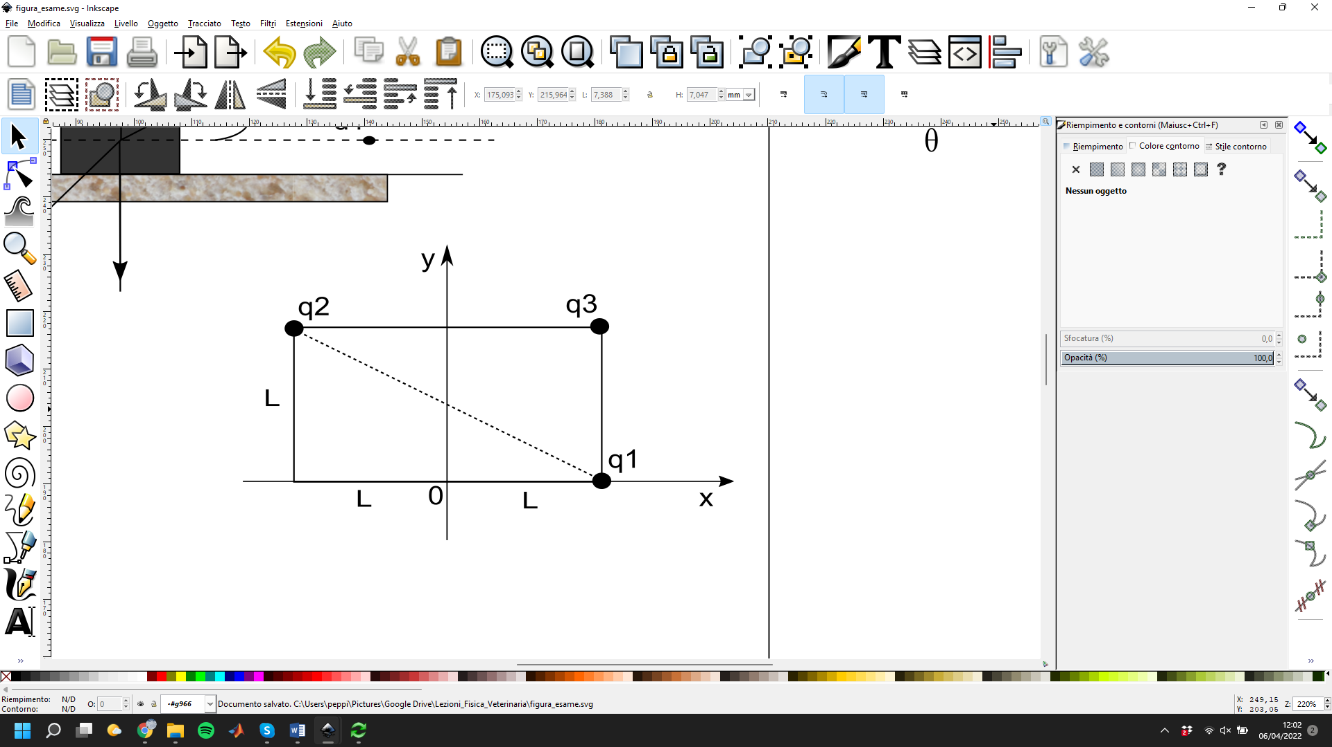 figura_esame.svg - Inkscape
File Modifica Visualizza Livello Oggetto Tracciato Testo Filtri Estensioni Aiuto
X: 175,093 Y: 215,964 L: 7,388 H: 7,047 mm
Riempimento e contorni (Maiusc+Ctrl+F)
Riempimento Colore contorno Stile contorno
?
Nessun oggetto
θ
y
q2
q3
L
q1
L
0
L
x
Sfocatura (%) 0,0
Opacità (%) 100,0
Riempimento: N/D
Contorno: N/D
O: 0
•#g966
Documento salvato. C:\Users\peppi\Pictures\Google Drive\Lezioni_Fisica_Veterinaria\figura_esame.svg
X: 249,15
Y: 203,05
Z: 220%
12:02
06/04/2022
2